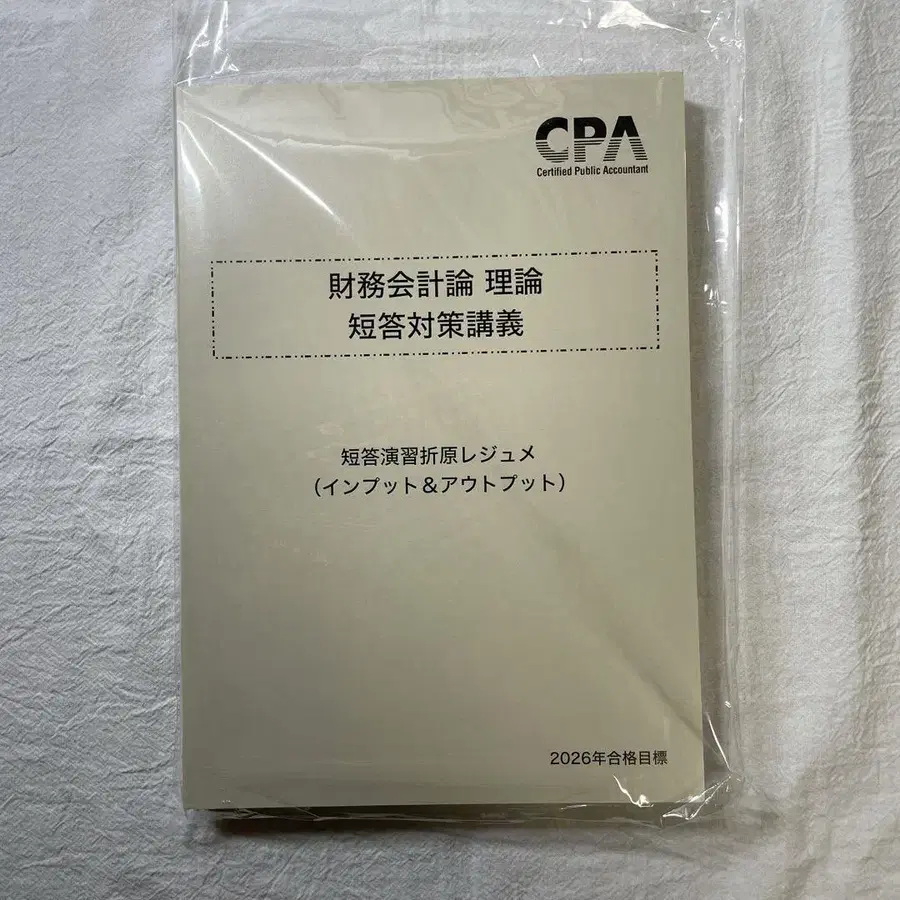 CPA
Certified Public Accountant
財務会計論 理論
短答対策講義
短答演習折原レジュメ
（インプット＆アウトプット）
2026年合格目標